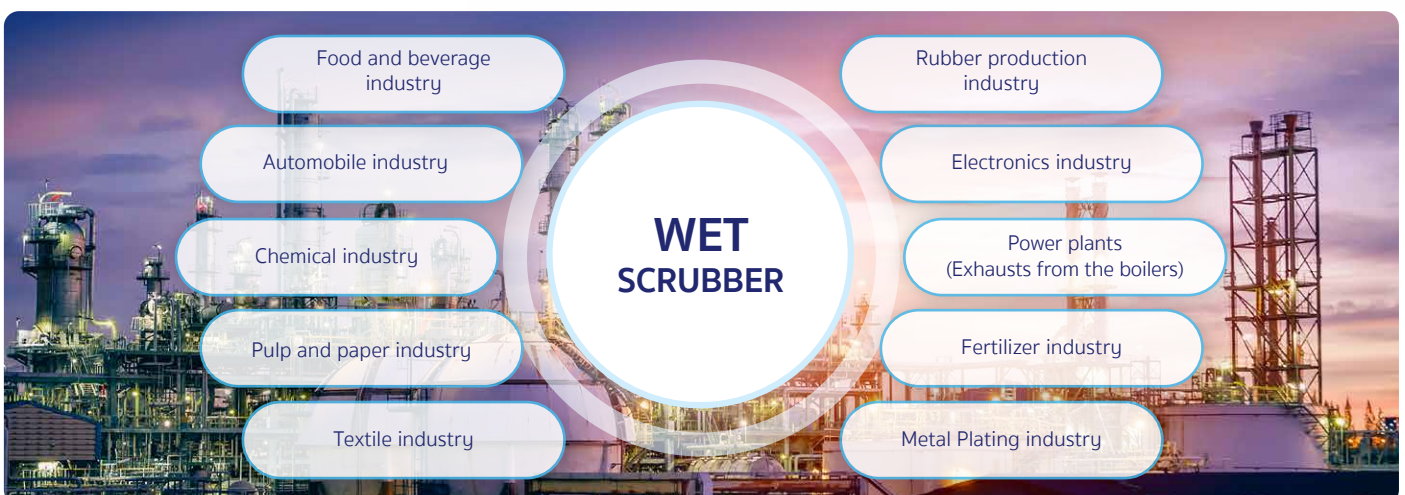 Food and beverage
industry
Automobile industry
Chemical industry
Pulp and paper industry
Textile industry
WET
SCRUBBER
Rubber production
industry
Electronics industry
Power plants
(Exhausts from the boilers)
Fertilizer industry
Metal Plating industry